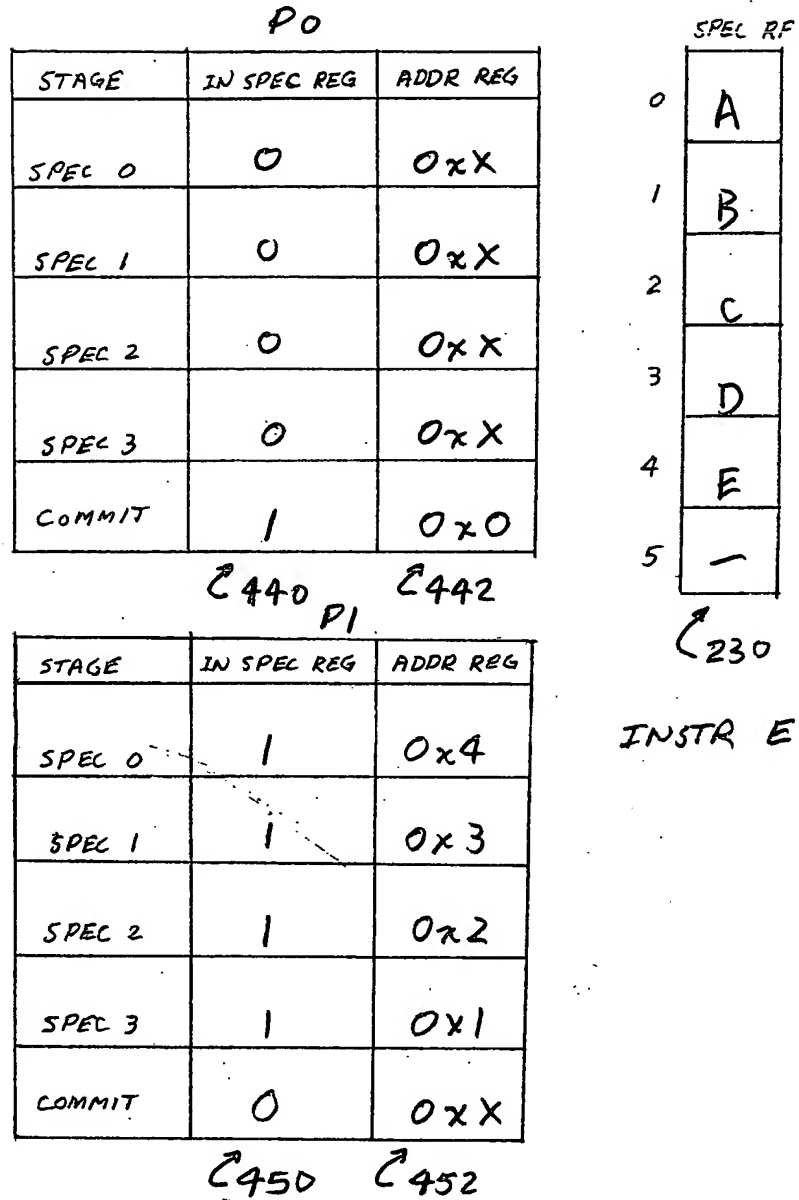 P0
STAGE IN SPEC REG ADDR REG
SPEC 0 0 0xX
SPEC 1 0 0xX
SPEC 2 0 0xX
SPEC 3 0 0xX
COMMIT 1 0x0
440 442
SPEC RF
0 A
1 B
2 C
3 D
4 E
5 —
230
INSTR E
P1
STAGE IN SPEC REG ADDR REG
SPEC 0 1 0x4
SPEC 1 1 0x3
SPEC 2 1 0x2
SPEC 3 1 0x1
COMMIT 0 0xX
450 452